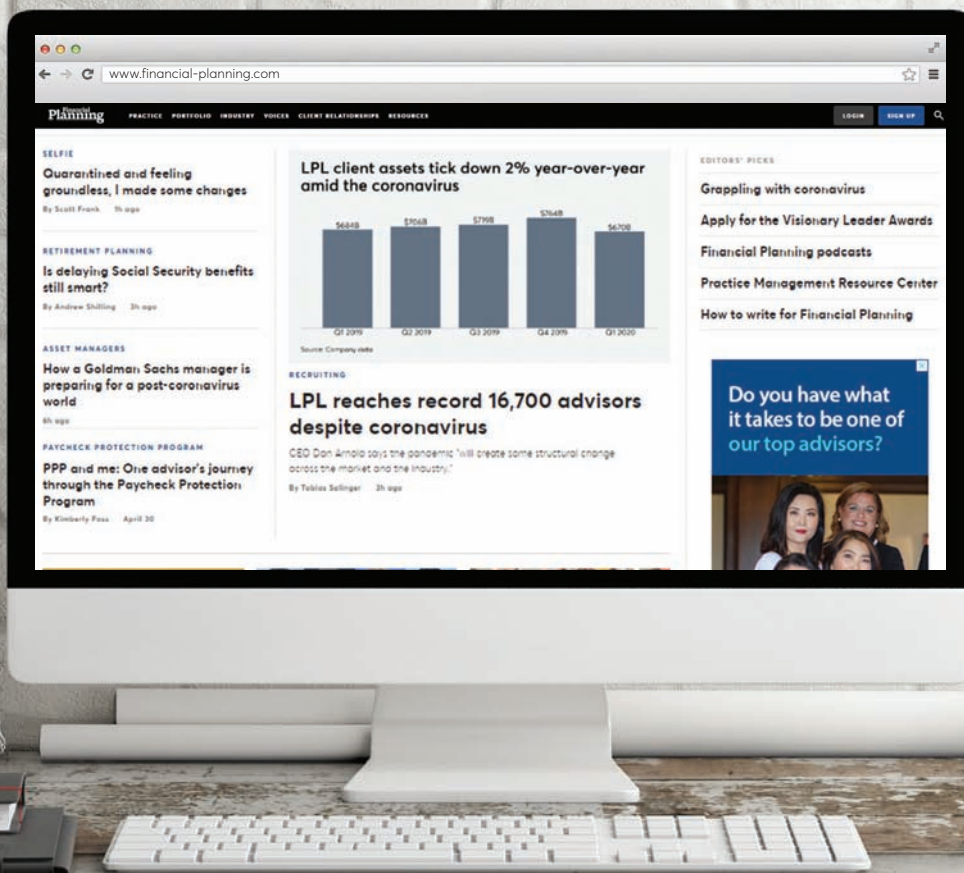 www.financial-planning.com
Financial
Planning
PRACTICE PORTFOLIO INDUSTRY VOICES CLIENT RELATIONSHIPS RESOURCES
LOGIN
SIGN UP
SELFIE
Quarantined and feeling
groundless, I made some changes
By Scott Frank 1h ago
RETIREMENT PLANNING
Is delaying Social Security benefits
still smart?
By Andrew Shilling 3h ago
ASSET MANAGERS
How a Goldman Sachs manager is
preparing for a post-coronavirus
world
6h ago
PAYCHECK PROTECTION PROGRAM
PPP and me: One advisor's journey
through the Paycheck Protection
Program
By Kimberly Foss April 30
LPL client assets tick down 2% year-over-year
amid the coronavirus
$684B $706B $719B $764B $670B
Q1 2019 Q2 2019 Q3 2019 Q4 2019 Q1 2020
Source: Company data
RECRUITING
LPL reaches record 16,700 advisors
despite coronavirus
CEO Dan Arnold says the pandemic "will create some structural change
across the market and the industry."
By Tobias Salinger 2h ago
EDITORS' PICKS
Grappling with coronavirus
Apply for the Visionary Leader Awards
Financial Planning podcasts
Practice Management Resource Center
How to write for Financial Planning
Do you have what
it takes to be one of
our top advisors?